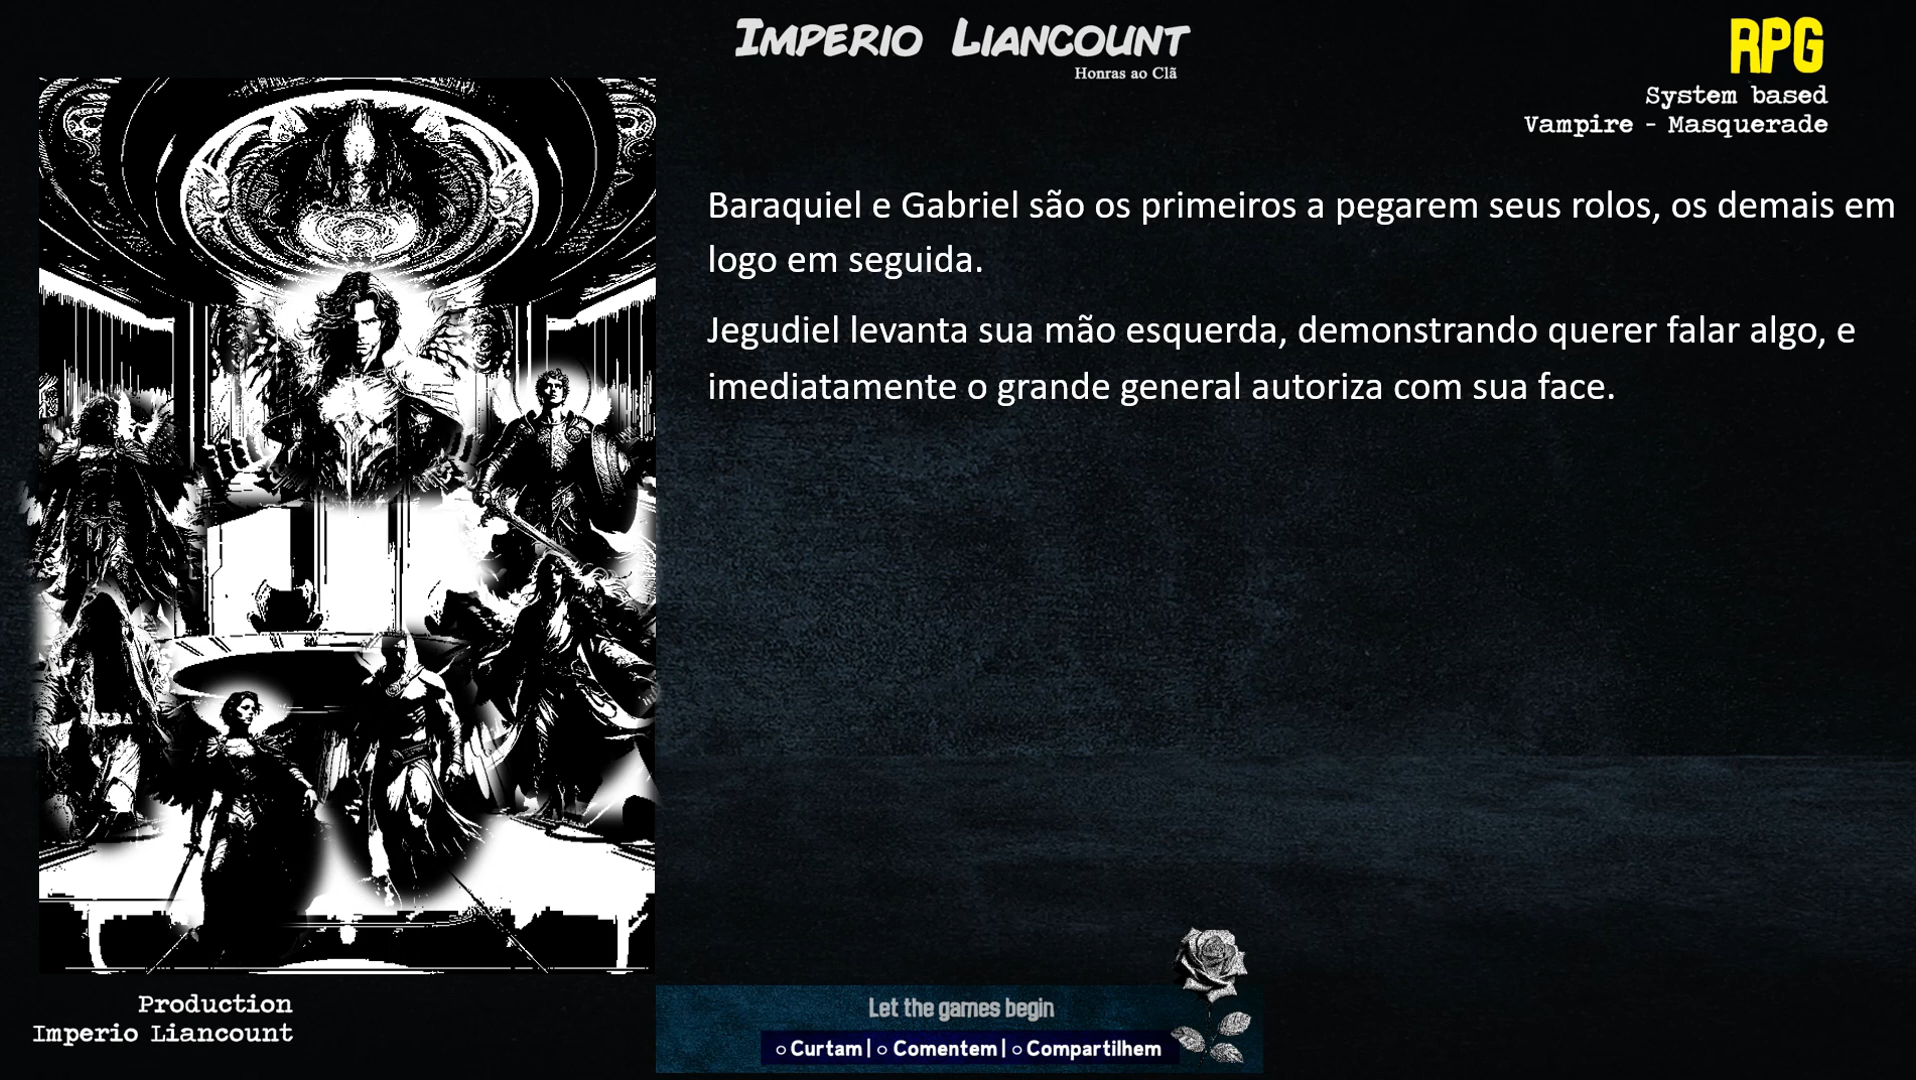 Imperio Liancount
Honras ao Clã
RPG
System based
Vampire - Masquerade
Baraquiel e Gabriel são os primeiros a pegarem seus rolos, os demais em
logo em seguida.
Jegudiel levanta sua mão esquerda, demonstrando querer falar algo, e
imediatamente o grande general autoriza com sua face.
Production
Imperio Liancount
Let the games begin
○ Curtam | ○ Comentem | ○ Compartilhem